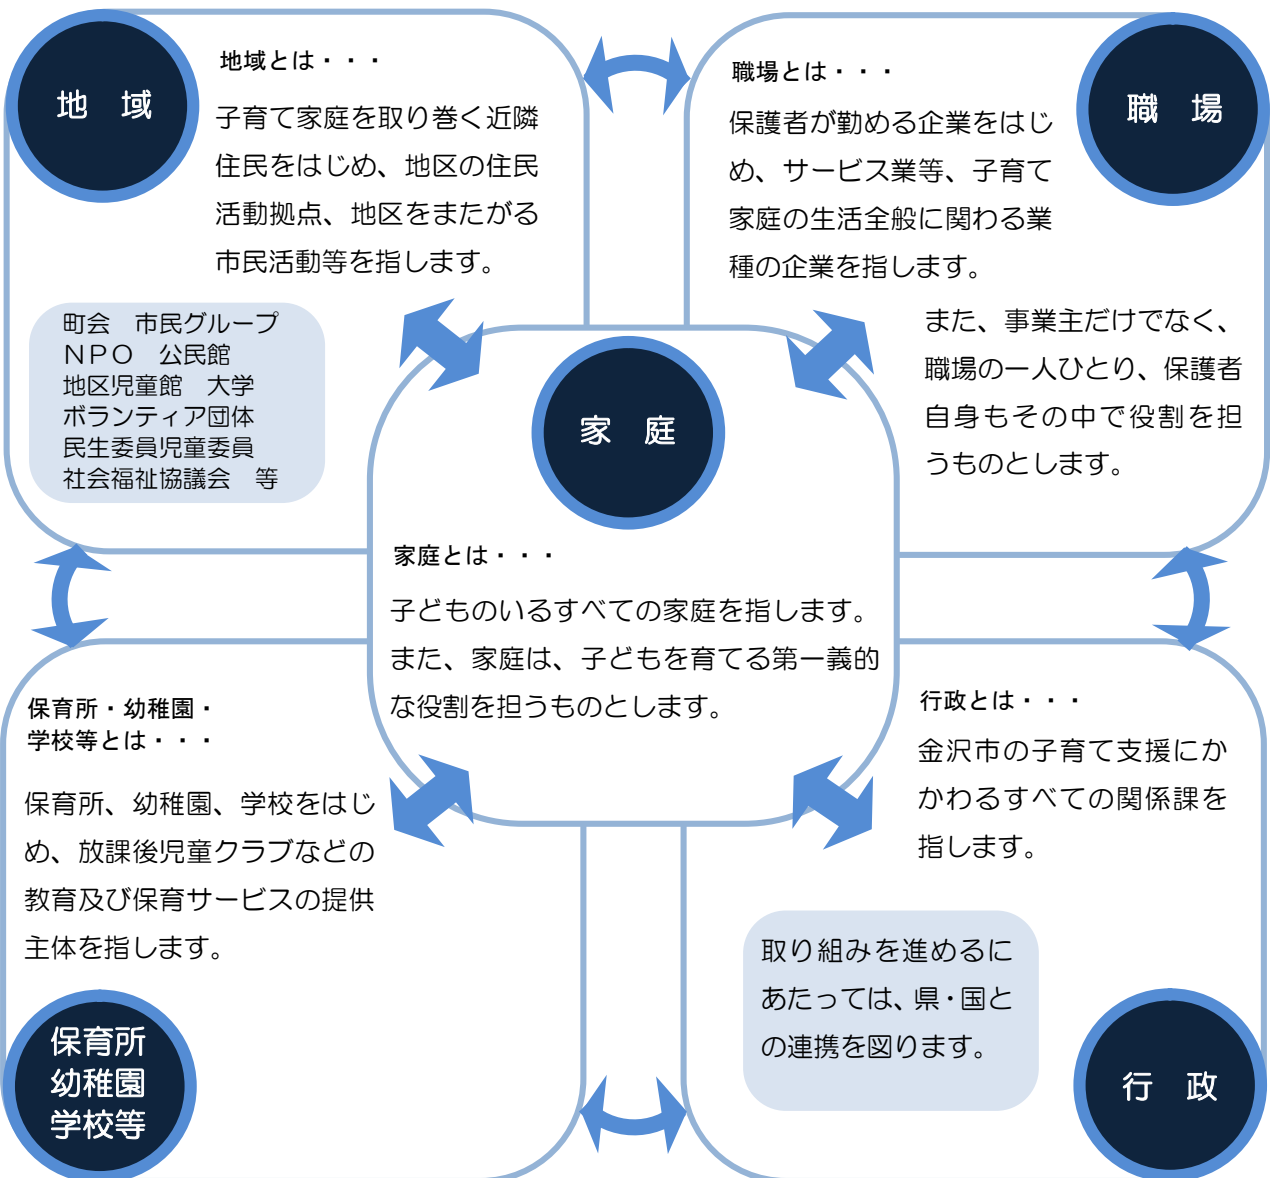 地　域
地域とは・・・
子育て家庭を取り巻く近隣
住民をはじめ、地区の住民
活動拠点、地区をまたがる
市民活動等を指します。
町会　市民グループ
ＮＰＯ　公民館
地区児童館　大学
ボランティア団体
民生委員児童委員
社会福祉協議会　等
職　場
職場とは・・・
保護者が勤める企業をはじ
め、サービス業等、子育て
家庭の生活全般に関わる業
種の企業を指します。
また、事業主だけでなく、
職場の一人ひとり、保護者
自身もその中で役割を担
うものとします。
家　庭
家庭とは・・・
子どものいるすべての家庭を指します。
また、家庭は、子どもを育てる第一義的
な役割を担うものとします。
保育所・幼稚園・
学校等とは・・・
保育所、幼稚園、学校をはじ
め、放課後児童クラブなどの
教育及び保育サービスの提供
主体を指します。
保育所
幼稚園
学校等
行政とは・・・
金沢市の子育て支援にか
かわるすべての関係課を
指します。
取り組みを進めるに
あたっては、県・国と
の連携を図ります。
行　政